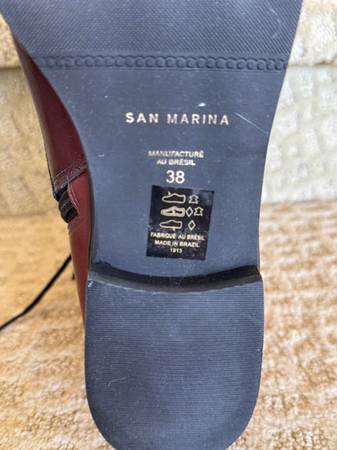 SAN MARINA
MANUFACTURÉ
AU BRÉSIL
38
FABRIQUÉ AU BRÉSIL
MADE IN BRAZIL
1913